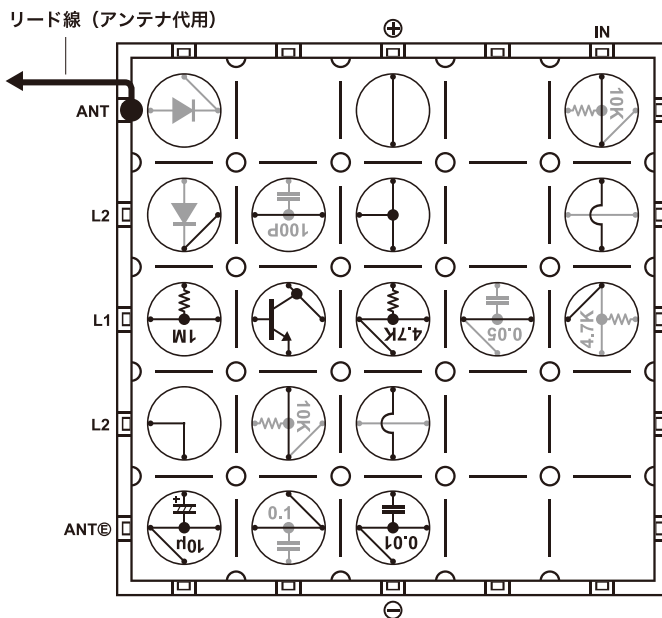 リード線（アンテナ代用）
⊕
IN
ANT
10K
L2
100P
L1
1M
4.7K
0.05
4.7K
L2
10K
ANTⒺ
+
10μ
0.1
0.01
⊖